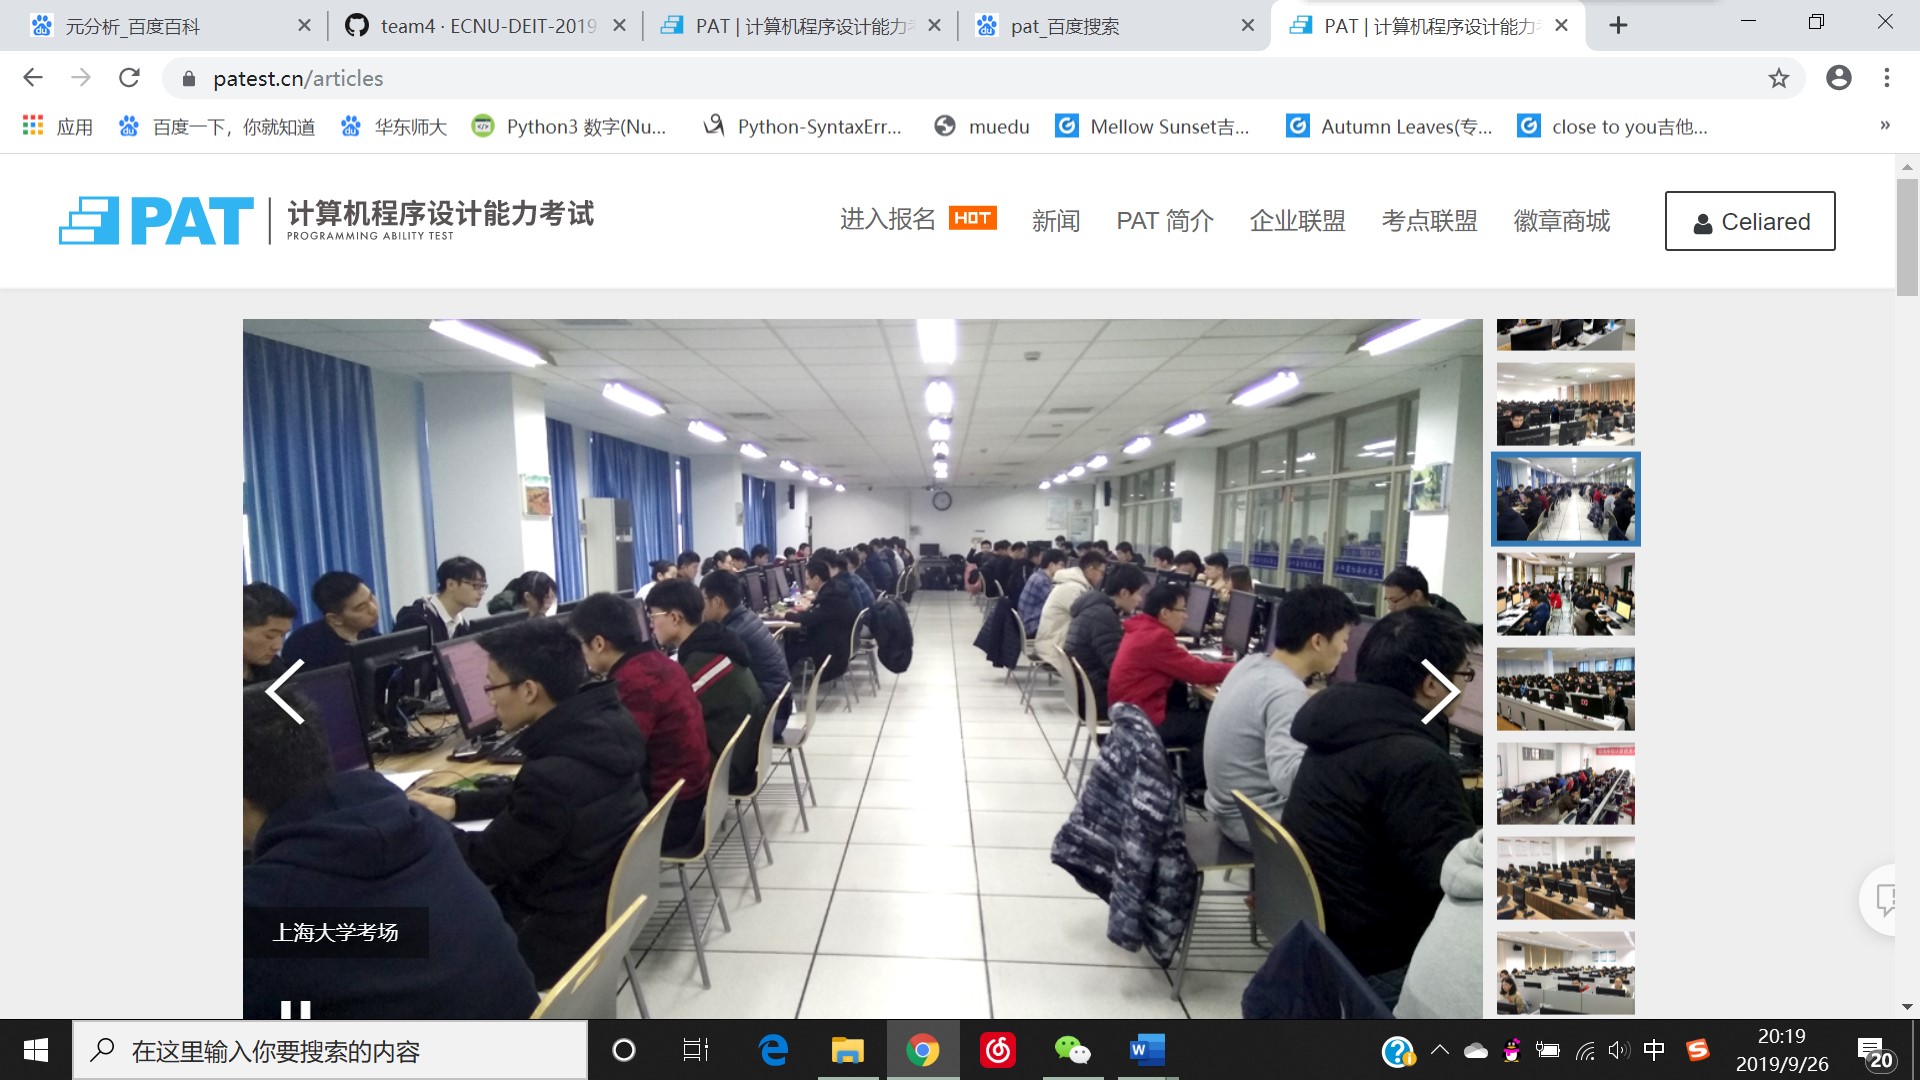 元分析_百度百科
team4 · ECNU-DEIT-2019
PAT | 计算机程序设计能力考
pat_百度搜索
PAT | 计算机程序设计能力
patest.cn/articles
应用
百度一下，你就知道
华东师大
Python3 数字(Nu...
Python-SyntaxErr...
muedu
Mellow Sunset吉...
Autumn Leaves(专...
close to you吉他...
»
PAT
计算机程序设计能力考试
PROGRAMMING ABILITY TEST
进入报名 HOT
新闻
PAT 简介
企业联盟
考点联盟
徽章商城
Celiared
上海大学考场
在这里输入你要搜索的内容
中
20:19
2019/9/26
20